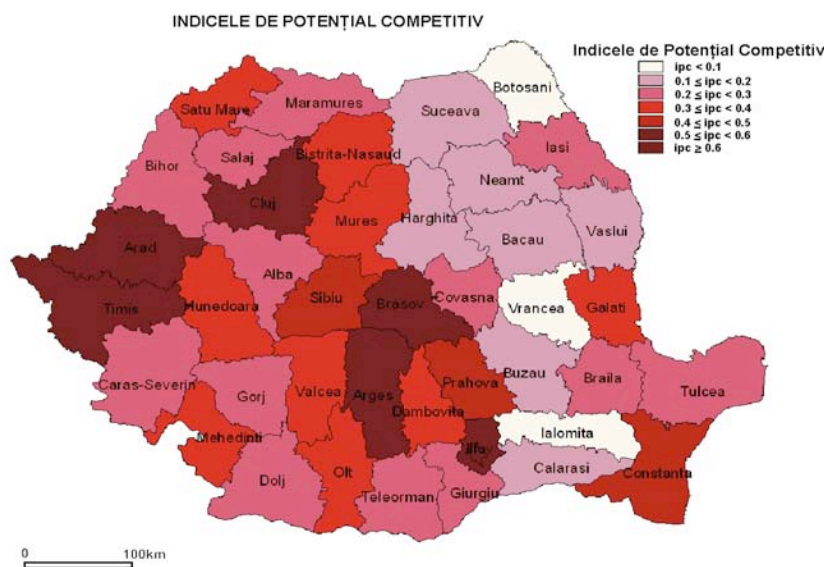 INDICELE DE POTENȚIAL COMPETITIV
Indicele de Potențial Competitiv
ipc < 0.1
0.1 ≤ ipc < 0.2
0.2 ≤ ipc < 0.3
0.3 ≤ ipc < 0.4
0.4 ≤ ipc < 0.5
0.5 ≤ ipc < 0.6
ipc ≥ 0.6
Botosani
Satu Mare
Maramures
Suceava
Iasi
Bihor
Salaj
Bistrita-Nasaud
Neamt
Cluj
Mures
Harghita
Bacau
Vaslui
Arad
Alba
Timis
Hunedoara
Sibiu
Brasov
Covasna
Vrancea
Galati
Caras-Severin
Gorj
Valcea
Arges
Dambovita
Prahova
Buzau
Braila
Tulcea
Mehedinti
Ilfov
Ialomita
Olt
Dolj
Teleorman
Giurgiu
Calarasi
Constanta
0
100km